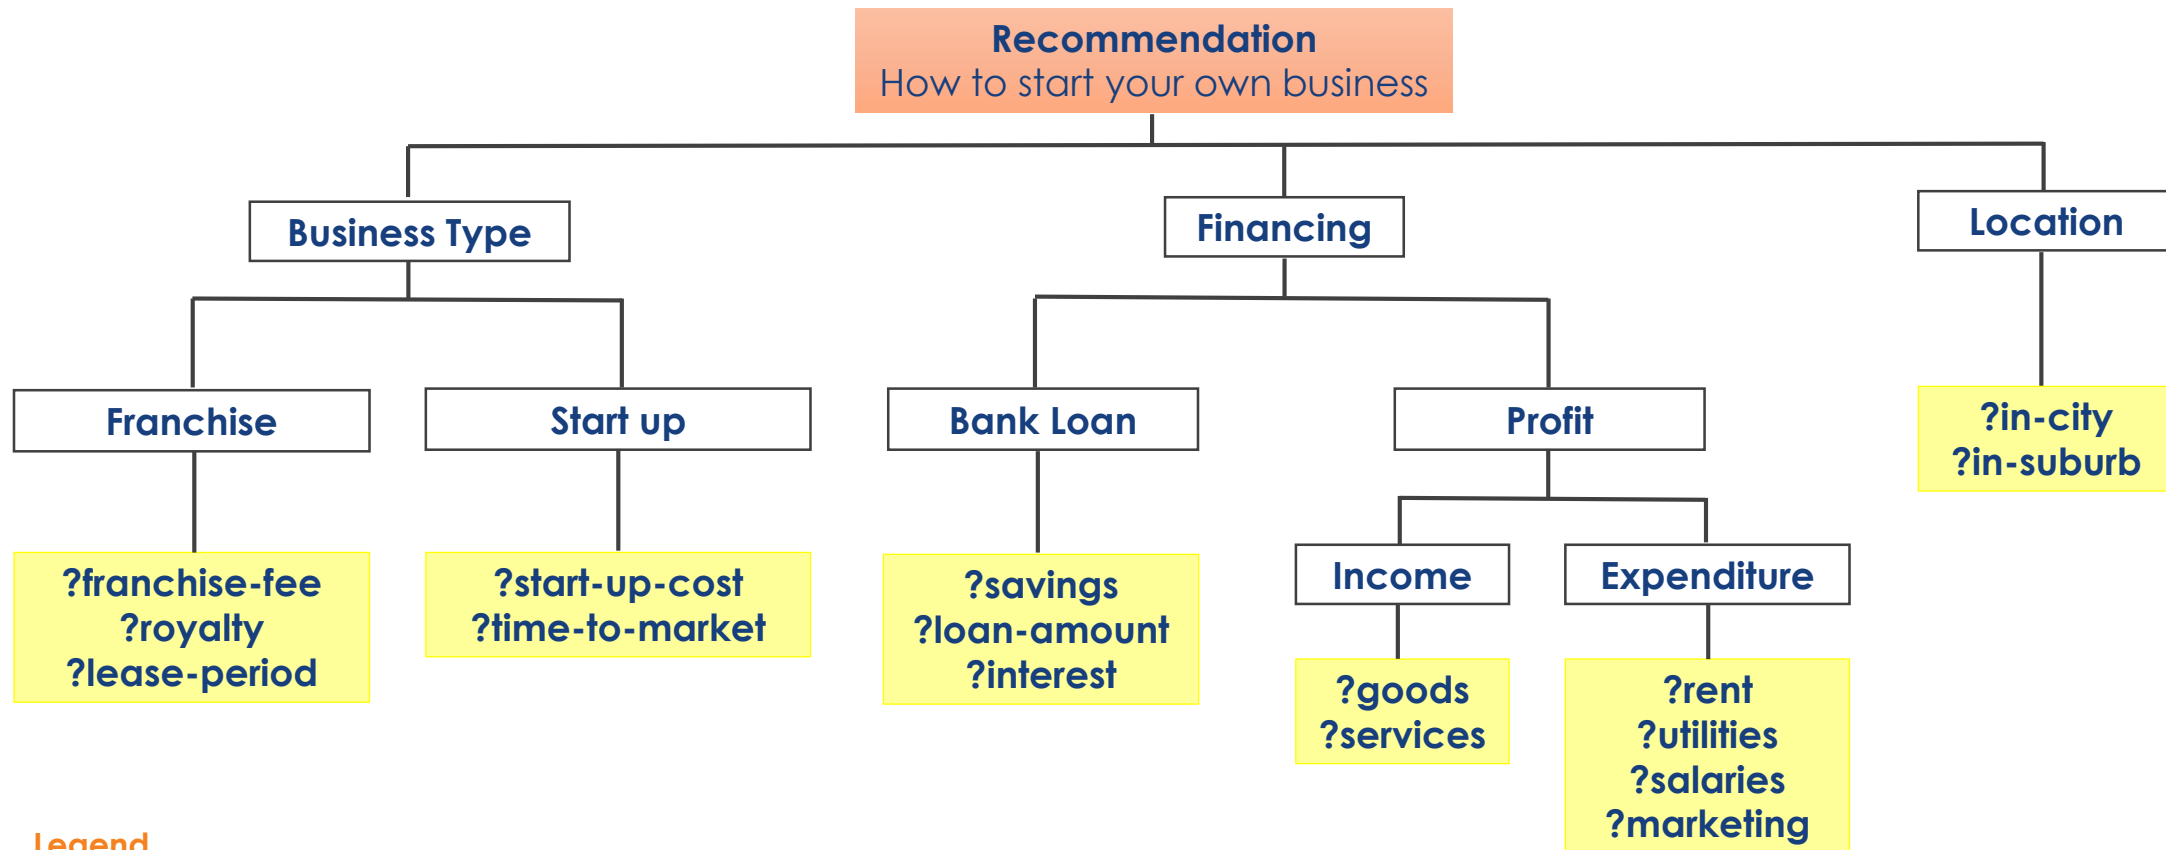 Recommendation
How to start your own business
Business Type
Financing
Location
Franchise
Start up
Bank Loan
Profit
?in-city
?in-suburb
Income
Expenditure
?franchise-fee
?royalty
?lease-period
?start-up-cost
?time-to-market
?savings
?loan-amount
?interest
?goods
?services
?rent
?utilities
?salaries
?marketing
Legend